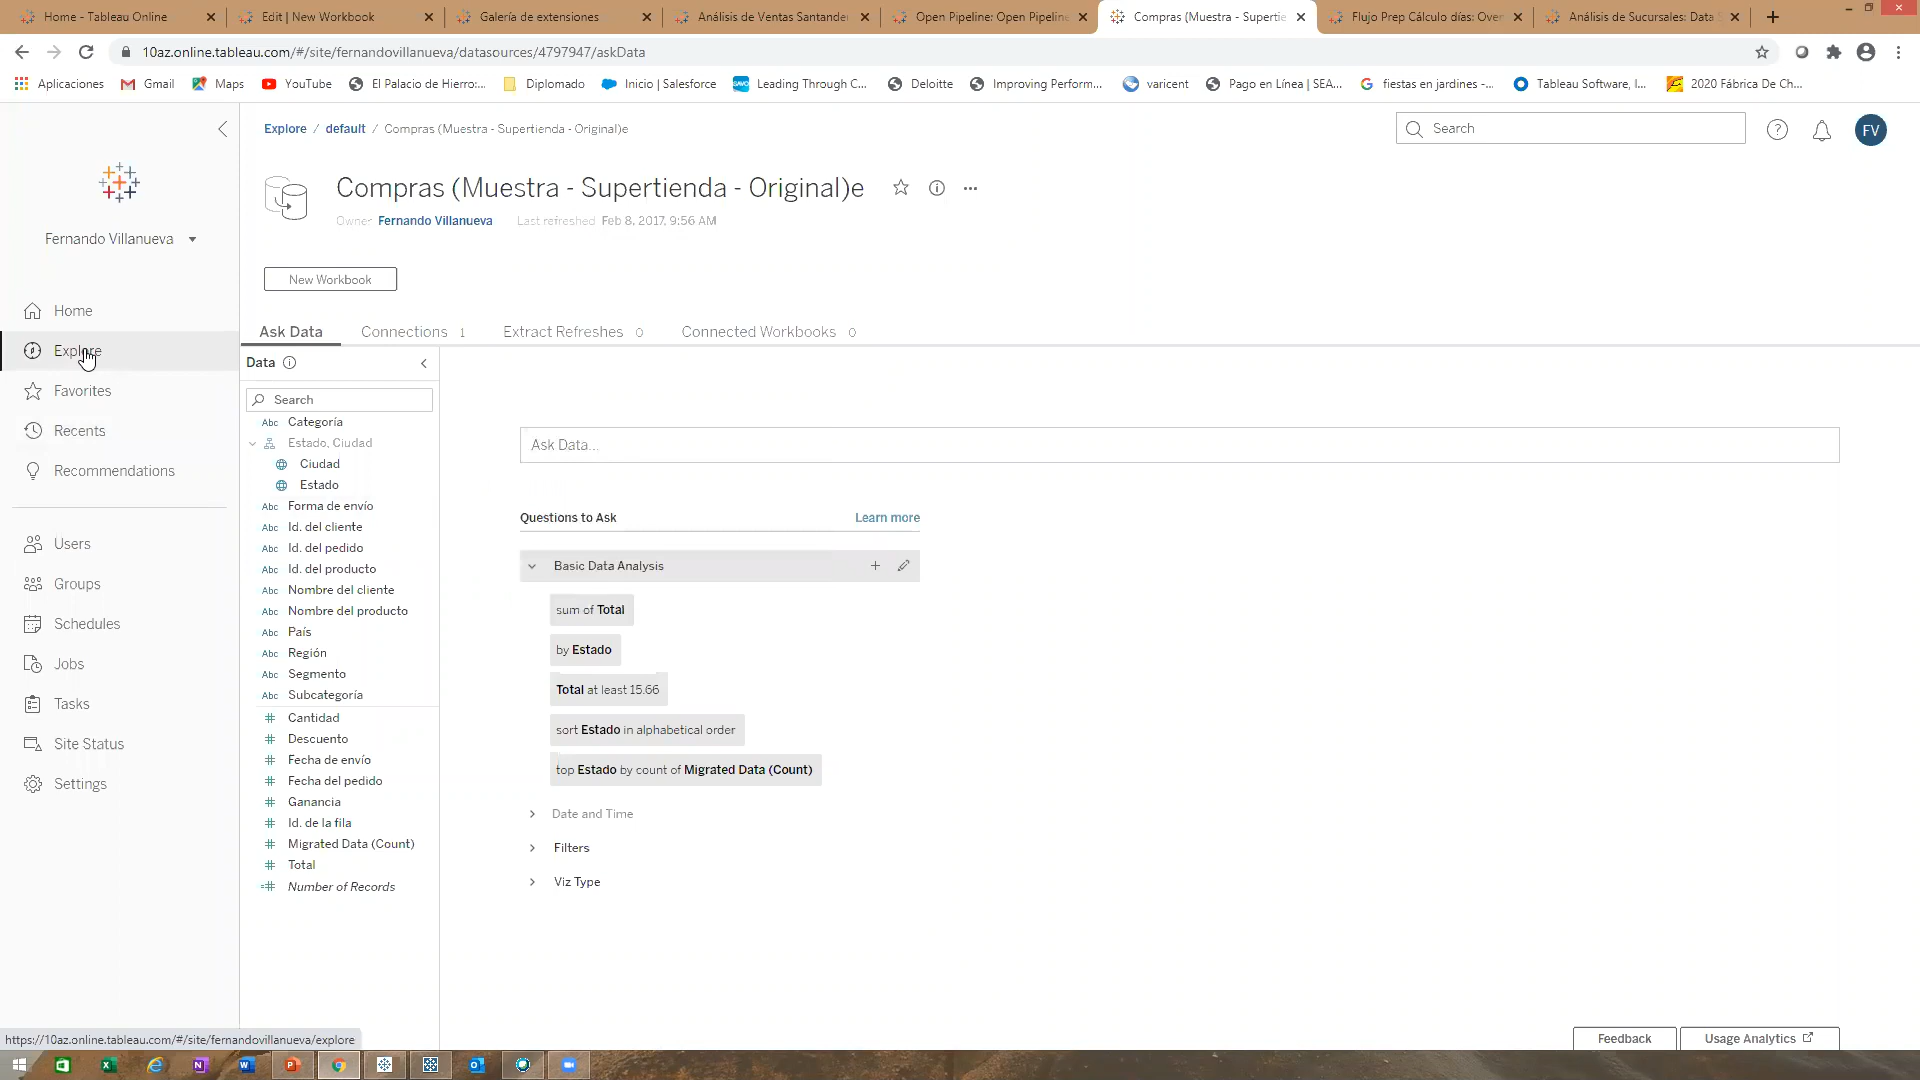 Home - Tableau Online
Edit | New Workbook
Galería de extensiones
Análisis de Ventas Santander
Open Pipeline: Open Pipeline
Compras (Muestra - Supertie
Flujo Prep Cálculo días: Over
Análisis de Sucursales: Data S
10az.online.tableau.com/#/site/fernandovillanueva/datasources/4797947/askData
Aplicaciones
Gmail
Maps
YouTube
El Palacio de Hierro:...
Diplomado
Inicio | Salesforce
Leading Through C...
Deloitte
Improving Perform...
varicent
Pago en Línea | SEA...
fiestas en jardines -...
Tableau Software, I...
2020 Fábrica De Ch...
Explore / default / Compras (Muestra - Supertienda - Original)e
Search
FV
Compras (Muestra - Supertienda - Original)e
Owner Fernando Villanueva Last refreshed Feb 8, 2017, 9:56 AM
New Workbook
Ask Data
Connections 1
Extract Refreshes 0
Connected Workbooks 0
Fernando Villanueva
Home
Explore
Favorites
Recents
Recommendations
Users
Groups
Schedules
Jobs
Tasks
Site Status
Settings
Data
Search
Abc Categoría
Estado, Ciudad
Ciudad
Estado
Abc Forma de envío
Abc Id. del cliente
Abc Id. del pedido
Abc Id. del producto
Abc Nombre del cliente
Abc Nombre del producto
Abc País
Abc Región
Abc Segmento
Abc Subcategoría
# Cantidad
# Descuento
# Fecha de envío
# Fecha del pedido
# Ganancia
# Id. de la fila
# Migrated Data (Count)
# Total
=# Number of Records
Ask Data...
Questions to Ask
Learn more
Basic Data Analysis
sum of Total
by Estado
Total at least 15.66
sort Estado in alphabetical order
top Estado by count of Migrated Data (Count)
Date and Time
Filters
Viz Type
Feedback
Usage Analytics
https://10az.online.tableau.com/#/site/fernandovillanueva/explore